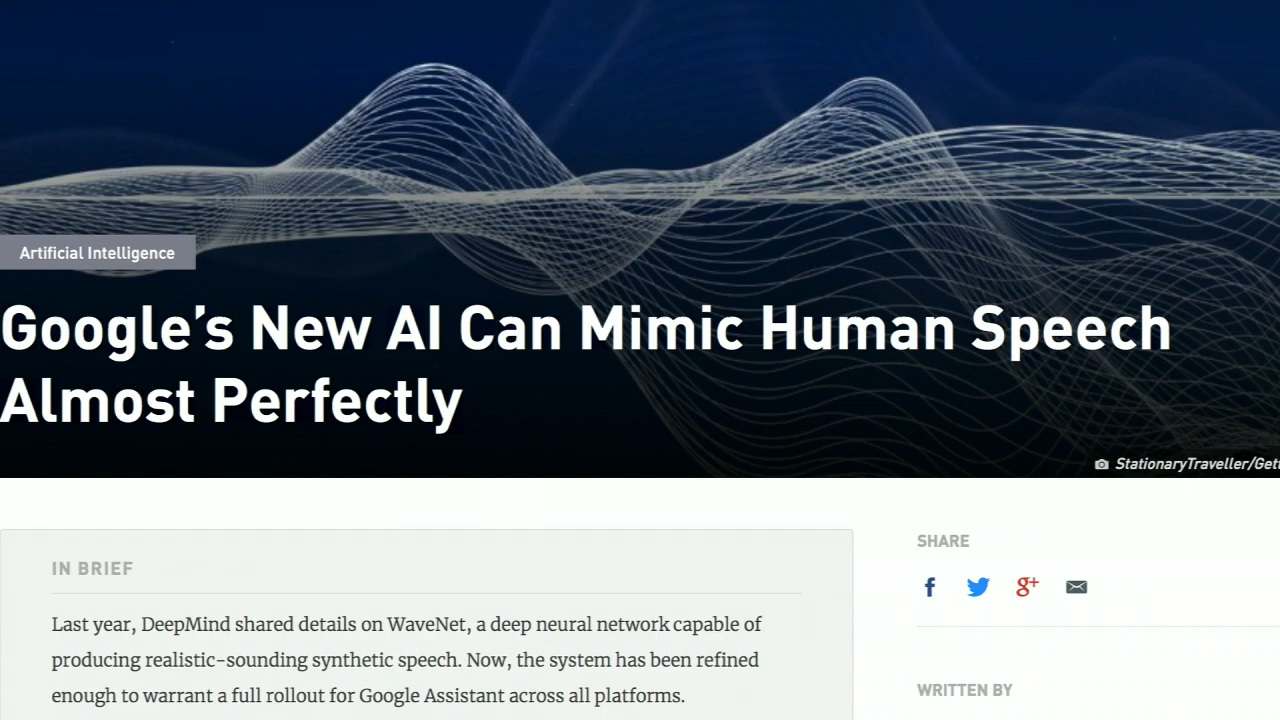 Artificial Intelligence
Google's New AI Can Mimic Human Speech
Almost Perfectly
StationaryTraveller/Gett
IN BRIEF
Last year, DeepMind shared details on WaveNet, a deep neural network capable of
producing realistic-sounding synthetic speech. Now, the system has been refined
enough to warrant a full rollout for Google Assistant across all platforms.
SHARE
WRITTEN BY